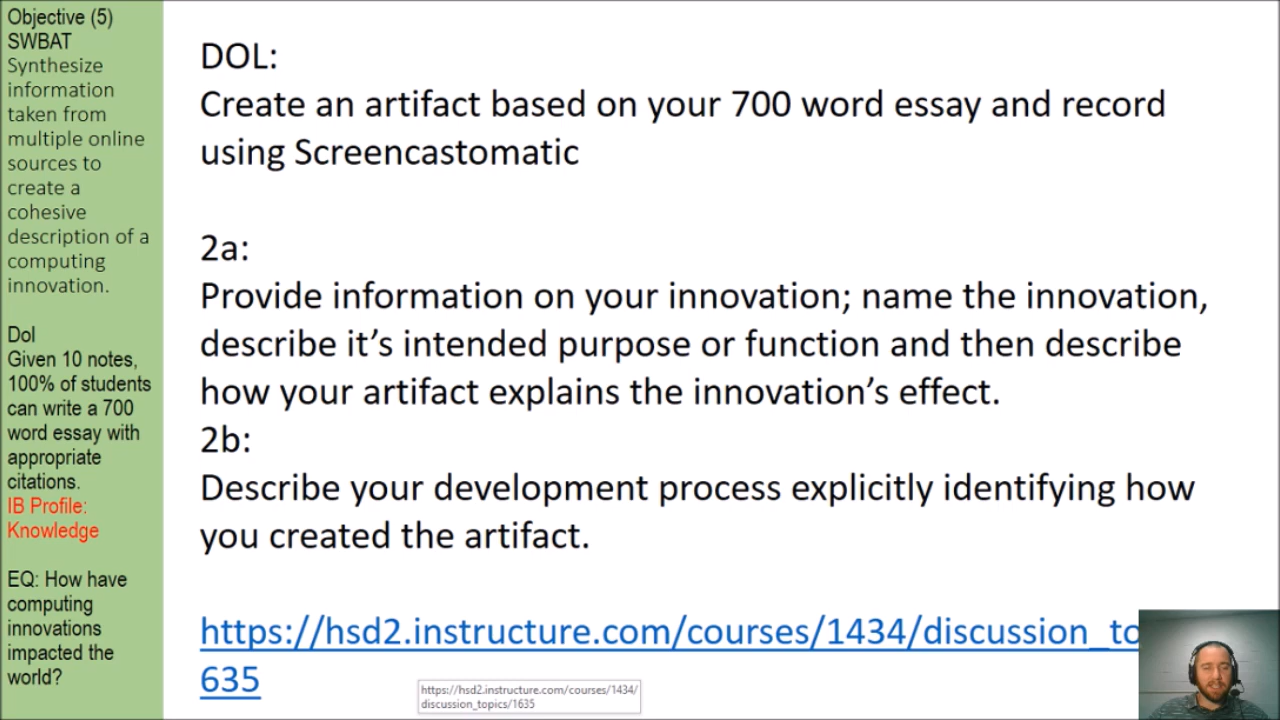 Objective (5)
SWBAT
Synthesize
information
taken from
multiple online
sources to
create a
cohesive
description of a
computing
innovation.
Dol
Given 10 notes,
100% of students
can write a 700
word essay with
appropriate
citations.
IB Profile:
Knowledge
EQ: How have
computing
innovations
impacted the
world?
DOL:
Create an artifact based on your 700 word essay and record
using Screencastomatic
2a:
Provide information on your innovation; name the innovation,
describe it’s intended purpose or function and then describe
how your artifact explains the innovation’s effect.
2b:
Describe your development process explicitly identifying how
you created the artifact.
https://hsd2.instructure.com/courses/1434/discussion_to
635
https://hsd2.instructure.com/courses/1434/
discussion_topics/1635